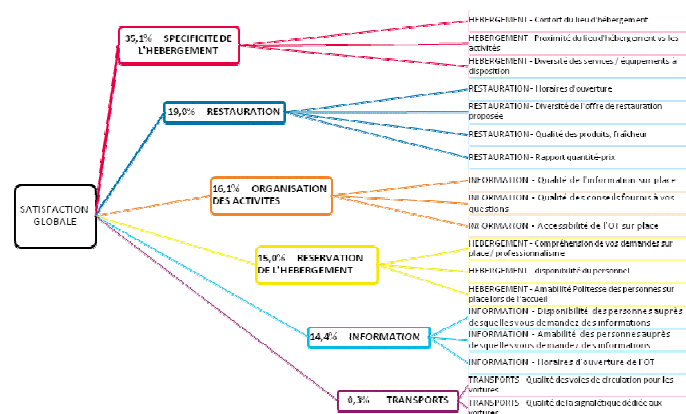 35,1% SPECIFICITE DE
L'HEBERGEMENT
19,0% RESTAURATION
16,1% ORGANISATION
DES ACTIVITES
SATISFACTION
GLOBALE
15,0% RESERVATION
DE L'HEBERGEMENT
14,4% INFORMATION
0,3% TRANSPORTS
HEBERGEMENT - Confort du lieu d'hébergement
HEBERGEMENT - Proximité du lieu d'hébergement vs les
activités
HEBERGEMENT - Diversité des services / équipements à
disposition
RESTAURATION - Horaires d'ouverture
RESTAURATION - Diversité de l'offre de restauration
proposée
RESTAURATION - Qualité des produits, fraîcheur
RESTAURATION - Rapport quantité-prix
INFORMATION - Qualité de l'information sur place
INFORMATION - Qualité des conseils fournis à vos
questions
INFORMATION - Accessibilité de l'OT sur place
HEBERGEMENT - Compréhension de vos demandes sur
place / professionnalisme
HEBERGEMENT - disponibilité du personnel
HEBERGEMENT - Amabilité Politesse des personnes sur
place lors de l'accueil
INFORMATION - Disponibilité des personnes auprès
desquelles vous demandez des informations
INFORMATION - Amabilité des personnes auprès
desquelles vous demandez des informations
INFORMATION - Horaires d'ouverture de l'OT
TRANSPORTS - Qualité des voies de circulation pour les
voitures
TRANSPORTS - Qualité de la signalétique dédiée aux
voitures